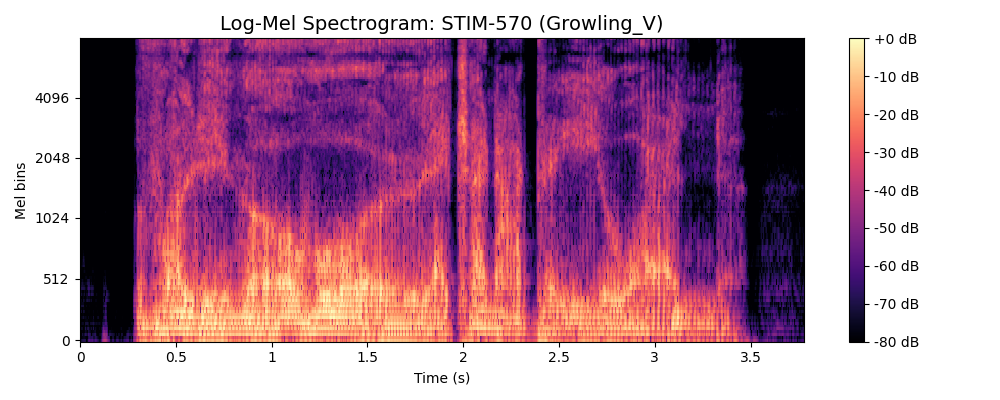 Log-Mel Spectrogram: STIM-570 (Growling_V)
Mel bins
4096
2048
1024
512
0
0
0.5
1
1.5
2
2.5
3
3.5
Time (s)
+0 dB
-10 dB
-20 dB
-30 dB
-40 dB
-50 dB
-60 dB
-70 dB
-80 dB